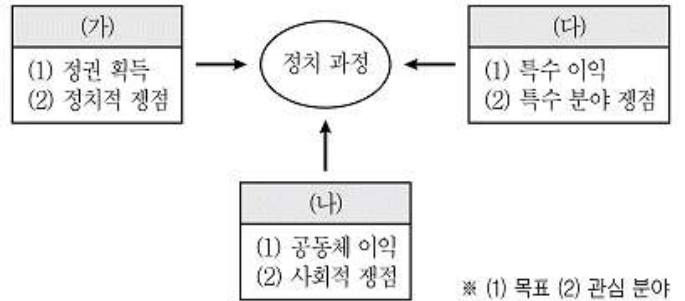 (가)
(1) 정권 획득
(2) 정치적 쟁점
정치 과정
(다)
(1) 특수 이익
(2) 특수 분야 쟁점
(나)
(1) 공동체 이익
(2) 사회적 쟁점
※ (1) 목표 (2) 관심 분야